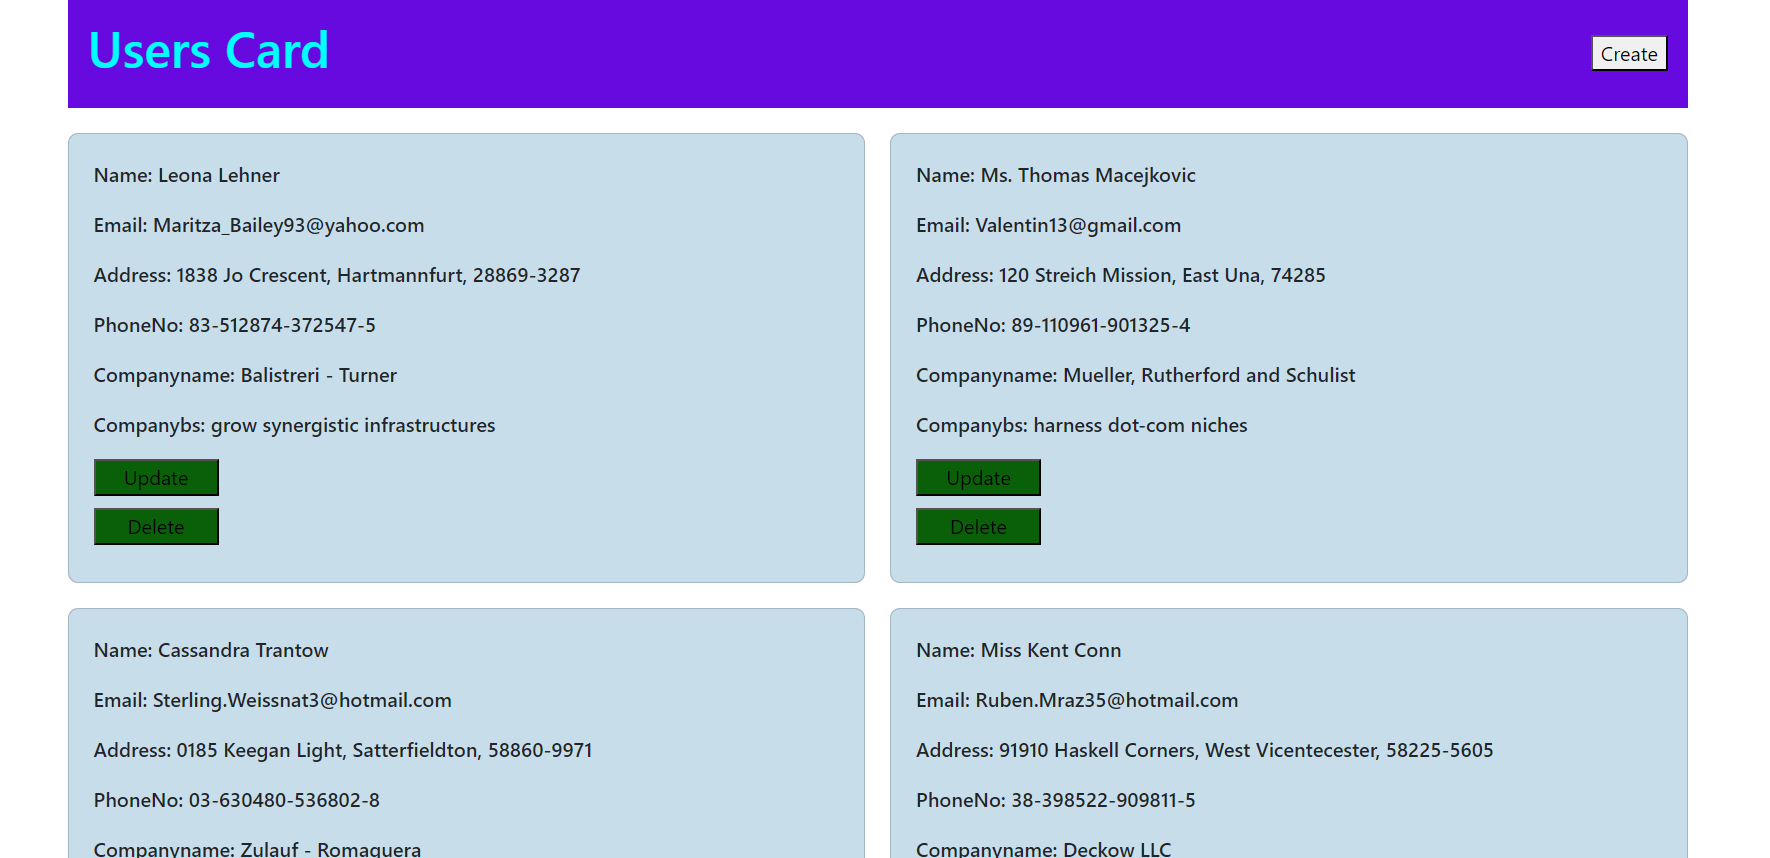 Users Card
Create
Name: Leona Lehner
Email: Maritza_Bailey93@yahoo.com
Address: 1838 Jo Crescent, Hartmannfurt, 28869-3287
PhoneNo: 83-512874-372547-5
Companyname: Balistreri - Turner
Companybs: grow synergistic infrastructures
Update
Delete
Name: Ms. Thomas Macejkovic
Email: Valentin13@gmail.com
Address: 120 Streich Mission, East Una, 74285
PhoneNo: 89-110961-901325-4
Companyname: Mueller, Rutherford and Schulist
Companybs: harness dot-com niches
Update
Delete
Name: Cassandra Trantow
Email: Sterling.Weissnat3@hotmail.com
Address: 0185 Keegan Light, Satterfieldton, 58860-9971
PhoneNo: 03-630480-536802-8
Companyname: Zulauf - Romaguera
Name: Miss Kent Conn
Email: Ruben.Mraz35@hotmail.com
Address: 91910 Haskell Corners, West Vicentecester, 58225-5605
PhoneNo: 38-398522-909811-5
Companyname: Deckow LLC